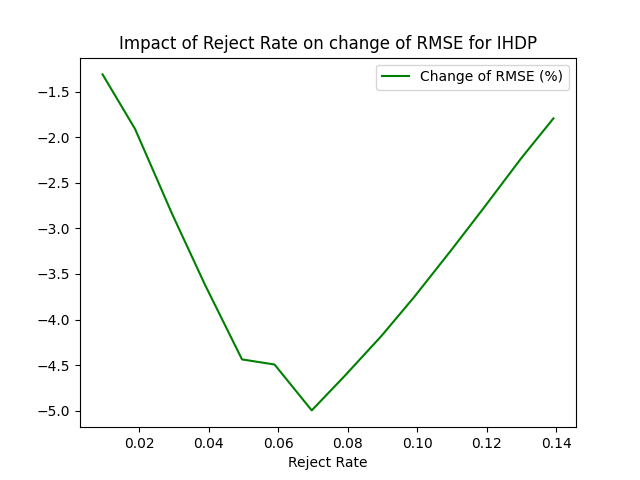 Impact of Reject Rate on change of RMSE for IHDP
Change of RMSE (%)
−1.5
−2.0
−2.5
−3.0
−3.5
−4.0
−4.5
−5.0
0.02 0.04 0.06 0.08 0.10 0.12 0.14
Reject Rate